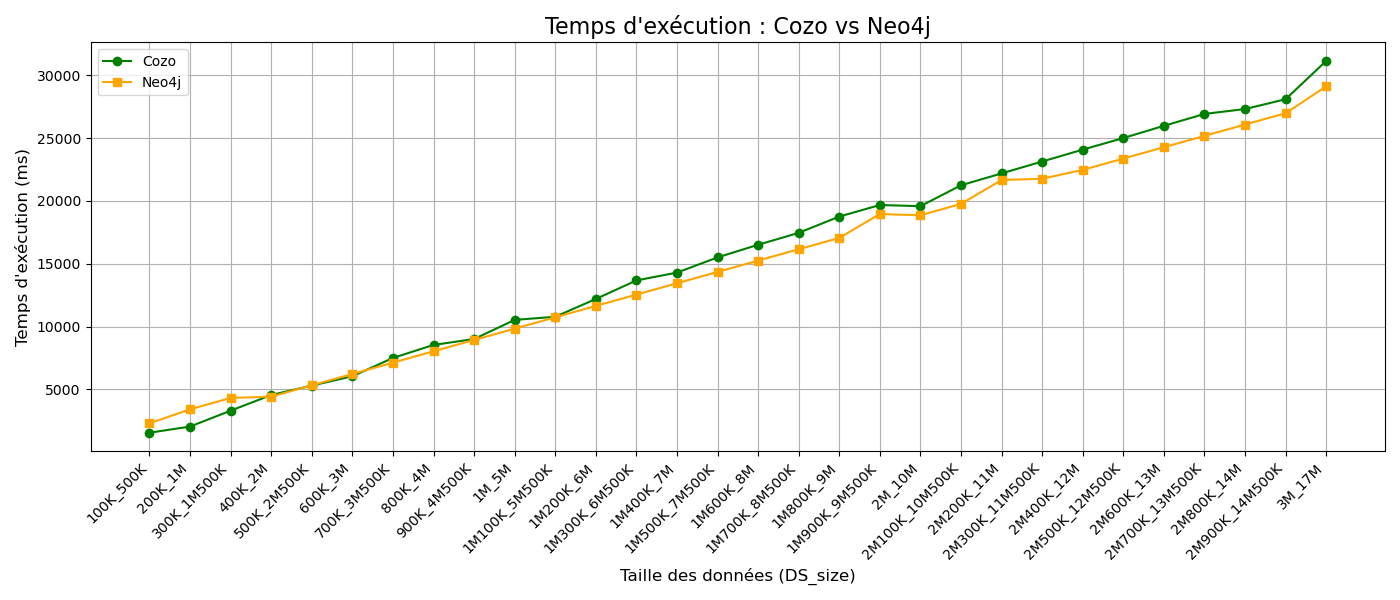 Temps d'exécution : Cozo vs Neo4j
Cozo
Neo4j
Temps d'exécution (ms)
30000
25000
20000
15000
10000
5000
100K_500K
200K_1M
300K_1M500K
400K_2M
500K_2M500K
600K_3M
700K_3M500K
800K_4M
900K_4M500K
1M_5M
1M100K_5M500K
1M200K_6M
1M300K_6M500K
1M400K_7M
1M500K_7M500K
1M600K_8M
1M700K_8M500K
1M800K_9M
1M900K_9M500K
2M_10M
2M100K_10M500K
2M200K_11M
2M300K_11M500K
2M400K_12M
2M500K_12M500K
2M600K_13M
2M700K_13M500K
2M800K_14M
2M900K_14M500K
3M_17M
Taille des données (DS_size)